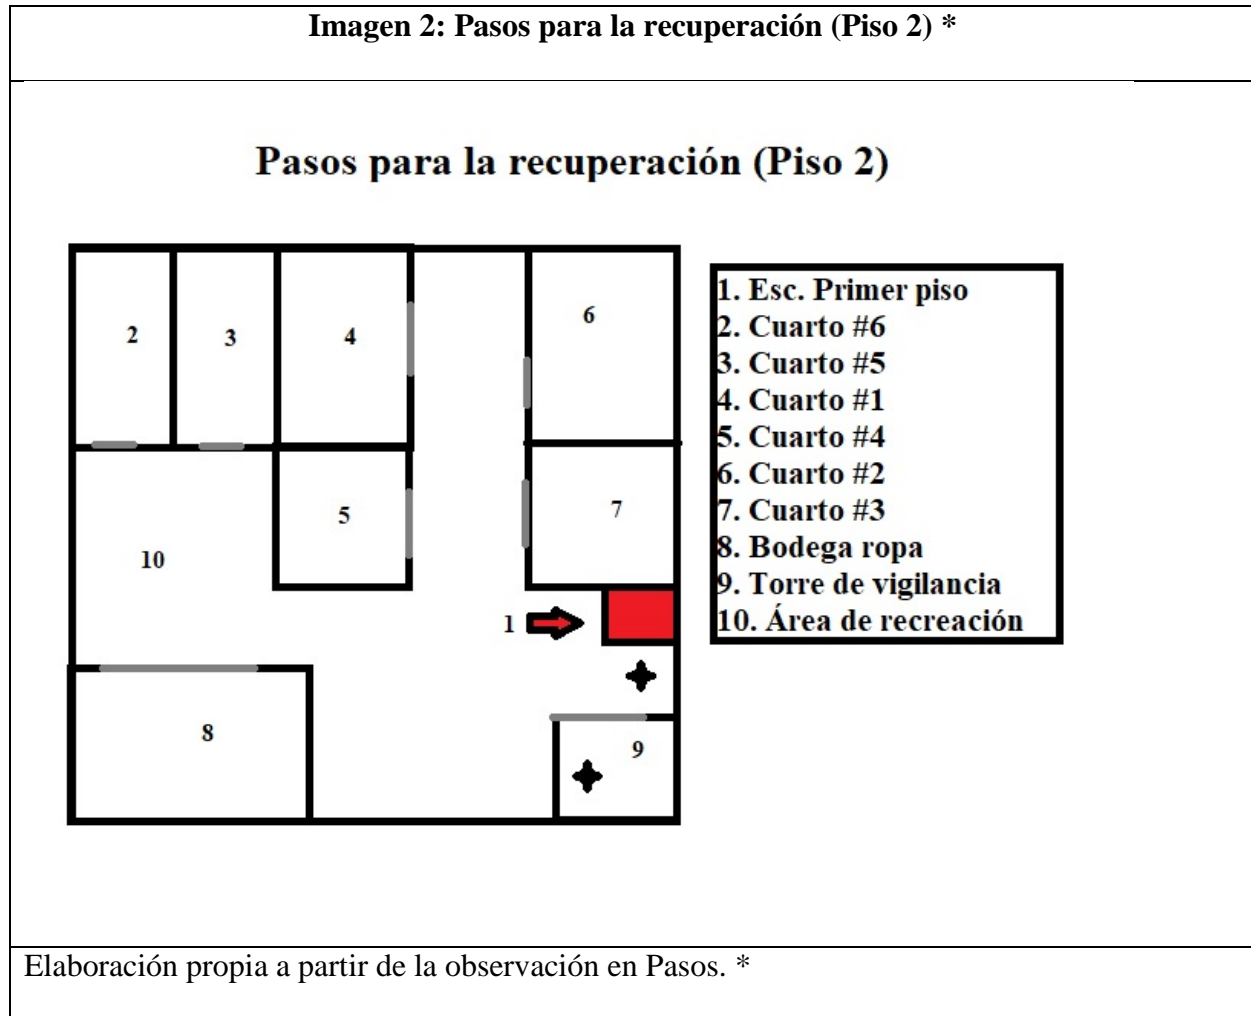 Imagen 2: Pasos para la recuperación (Piso 2) *
Pasos para la recuperación (Piso 2)
2
3
4
6
5
7
10
1
8
9
1. Esc. Primer piso
2. Cuarto #6
3. Cuarto #5
4. Cuarto #1
5. Cuarto #4
6. Cuarto #2
7. Cuarto #3
8. Bodega ropa
9. Torre de vigilancia
10. Área de recreación
Elaboración propia a partir de la observación en Pasos. *